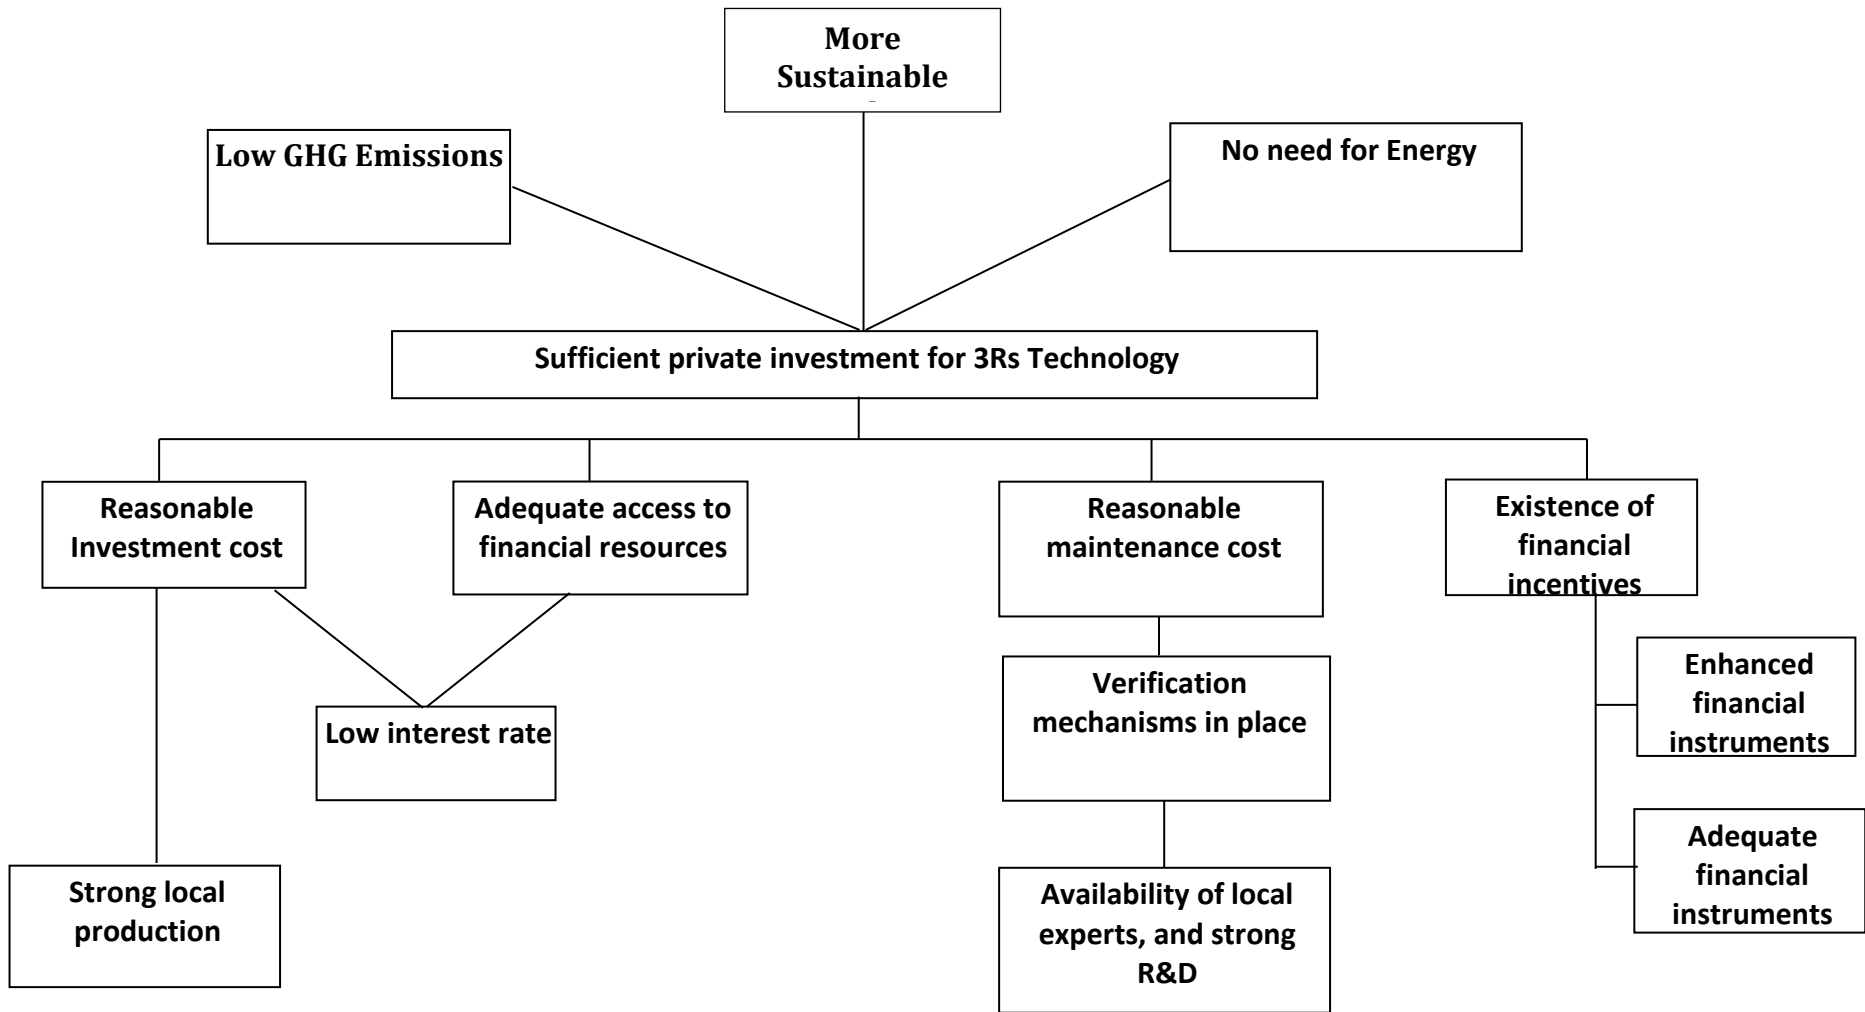 More
Sustainable
Low GHG Emissions
No need for Energy
Sufficient private investment for 3Rs Technology
Reasonable
Investment cost
Adequate access to
financial resources
Reasonable
maintenance cost
Existence of
financial
incentives
Enhanced
financial
instruments
Verification
mechanisms in place
Low interest rate
Adequate
financial
instruments
Strong local
production
Availability of local
experts, and strong
R&D